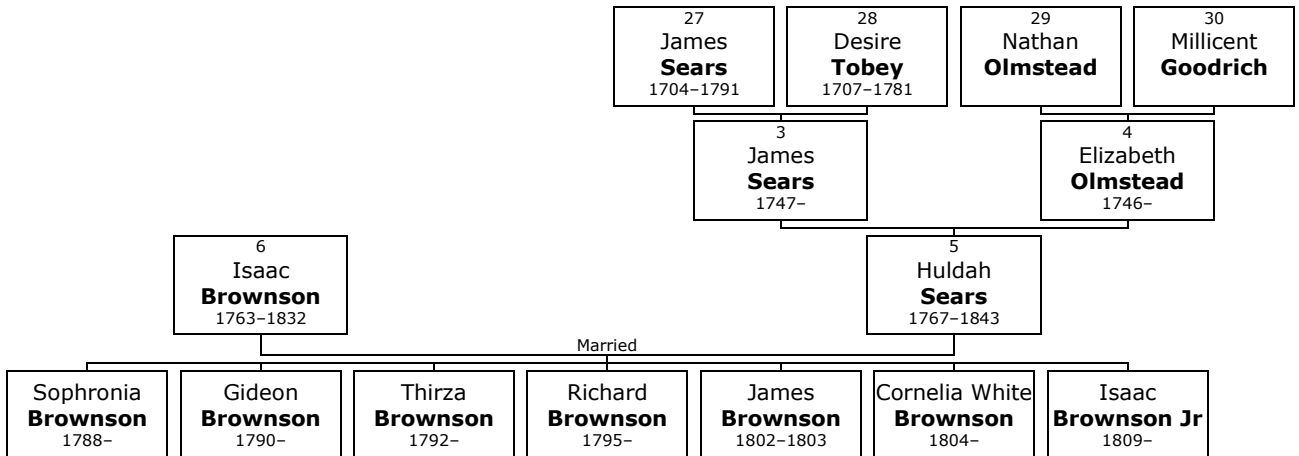 27
James
Sears
1704–1791
28
Desire
Tobey
1707–1781
29
Nathan
Olmstead
30
Millicent
Goodrich
3
James
Sears
1747–
4
Elizabeth
Olmstead
1746–
6
Isaac
Brownson
1763–1832
5
Huldah
Sears
1767–1843
Married
Sophronia
Brownson
1788–
Gideon
Brownson
1790–
Thirza
Brownson
1792–
Richard
Brownson
1795–
James
Brownson
1802–1803
Cornelia White
Brownson
1804–
Isaac
Brownson Jr
1809–